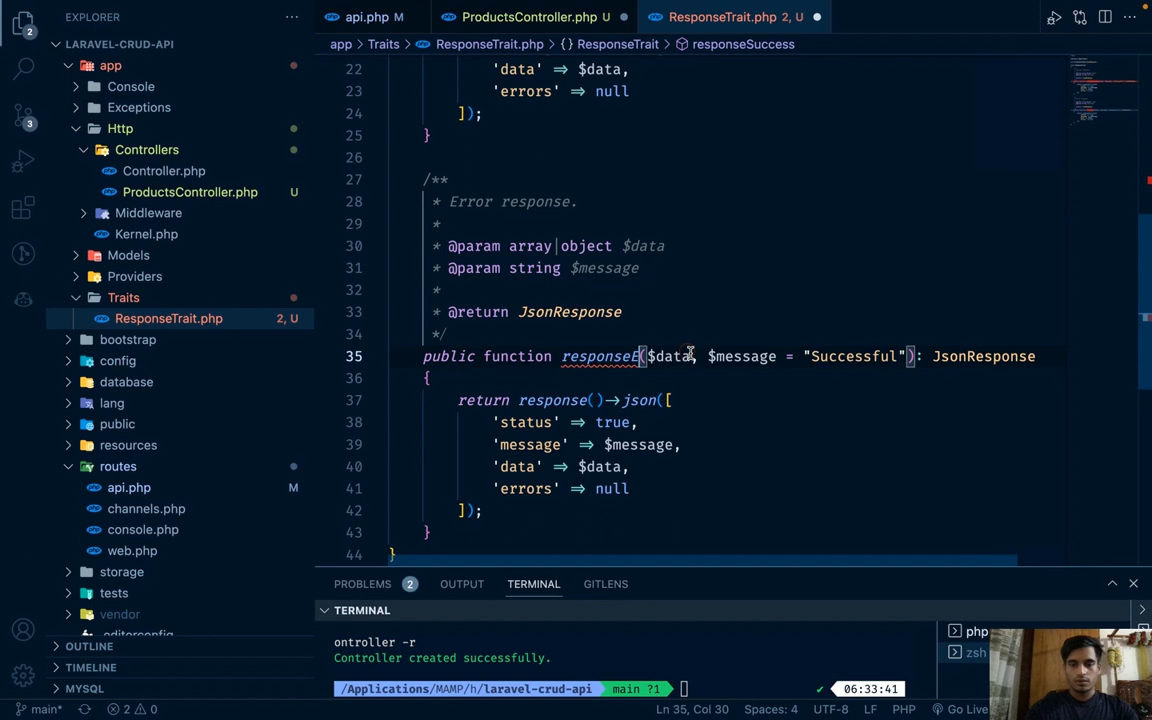 EXPLORER
LARAVEL-CRUD-API
app
Console
Exceptions
Http
Controllers
Controller.php
ProductsController.php U
Middleware
Kernel.php
Models
Providers
Traits
ResponseTrait.php 2, U
bootstrap
config
database
lang
public
resources
routes
api.php M
channels.php
console.php
web.php
storage
tests
vendor
.editorconfig
OUTLINE
TIMELINE
MYSQL
api.php M ProductsController.php U ResponseTrait.php 2, U
app > Traits > ResponseTrait.php > {} ResponseTrait > responseSuccess
22 'data' => $data,
23 'errors' => null
24 ]);
25 }
26
27 /**
28 * Error response.
29 *
30 * @param array|object $data
31 * @param string $message
32 *
33 * @return JsonResponse
34 */
35 public function responseE($data, $message = "Successful"): JsonResponse
36 {
37 return response()->json([
38 'status' => true,
39 'message' => $message,
40 'data' => $data,
41 'errors' => null
42 ]);
43 }
44 }
PROBLEMS 2 OUTPUT TERMINAL GITLENS
TERMINAL
ontroller -r
Controller created successfully.
/Applications/MAMP/h/laravel-crud-api main ?1 ✔ 06:33:41
php
zsh
2
3
main* 2 0 Ln 35, Col 30 Spaces: 4 UTF-8 LF PHP Go Live